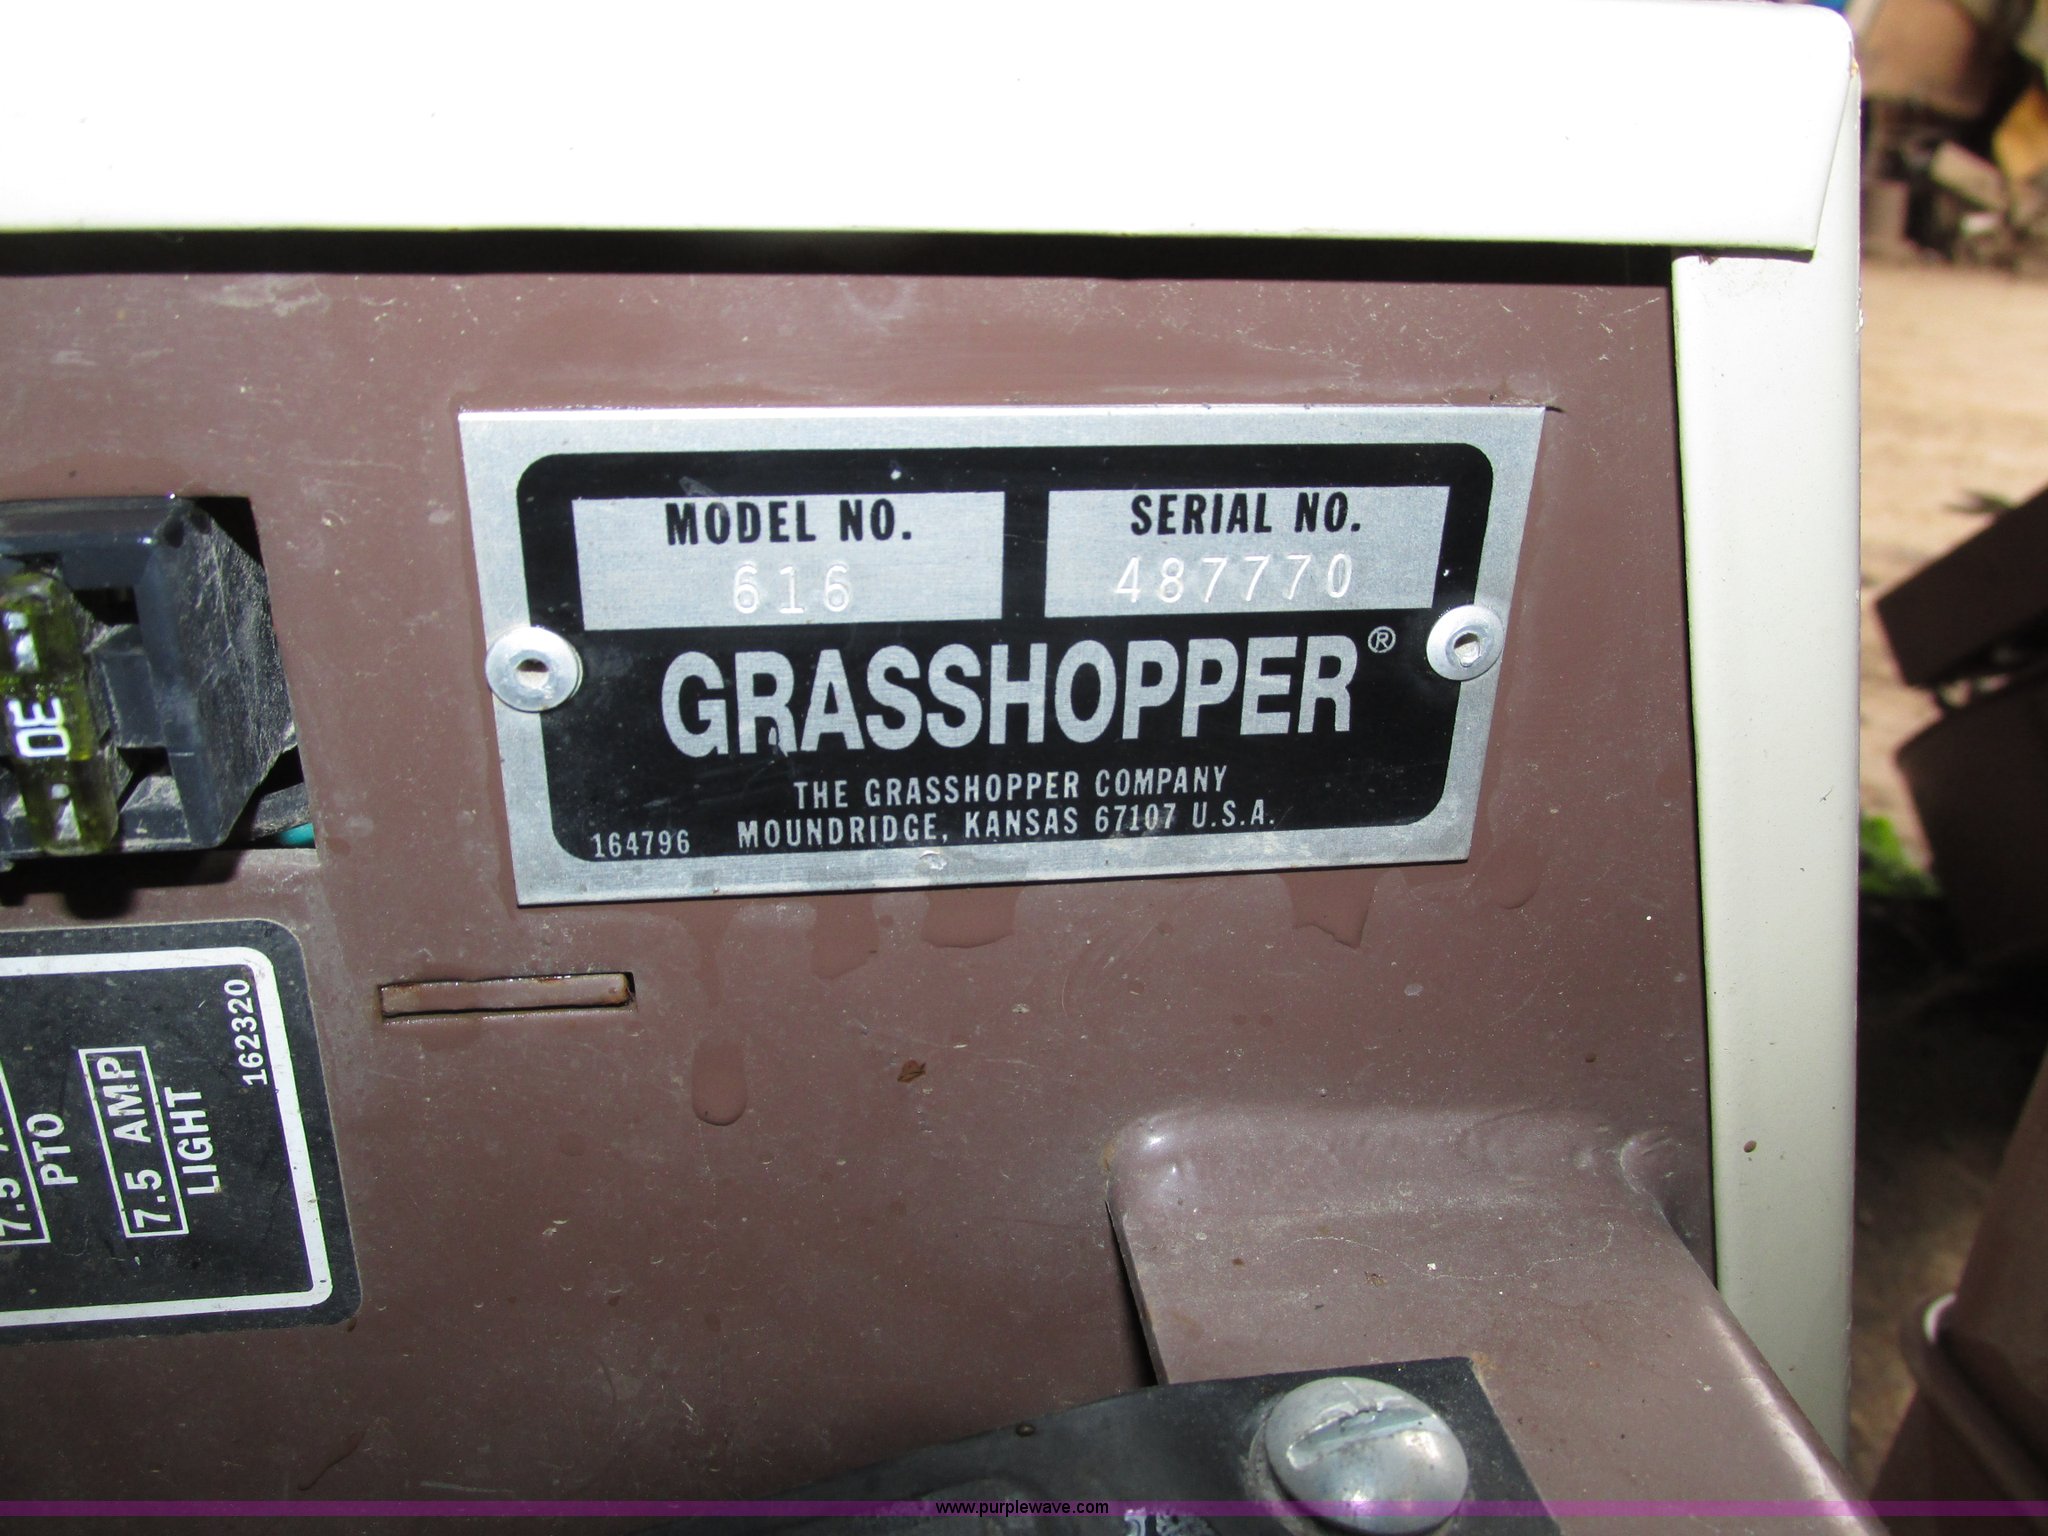 MODEL NO.
616
SERIAL NO.
487770
GRASSHOPPER®
THE GRASSHOPPER COMPANY
MOUNDRIDGE, KANSAS 67107 U.S.A.
164796
PTO
7.5 AMP
LIGHT
162320
www.purplewave.com